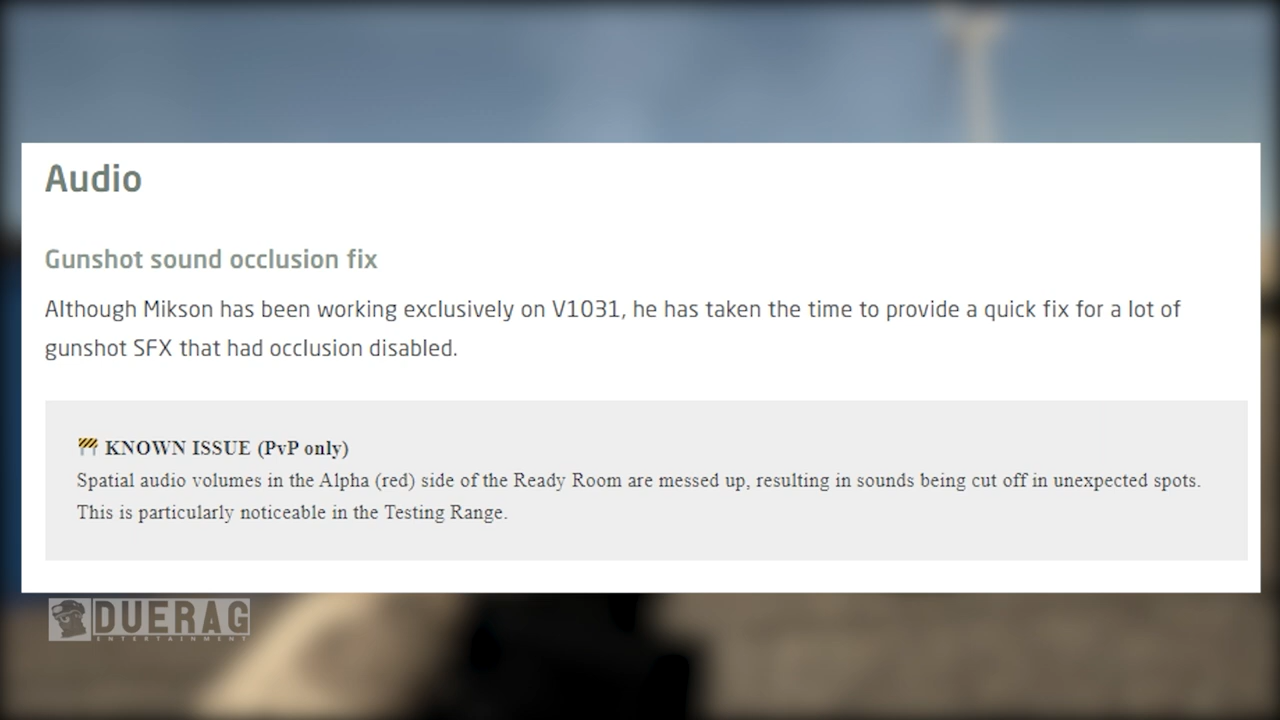 Audio
Gunshot sound occlusion fix
Although Mikson has been working exclusively on V1031, he has taken the time to provide a quick fix for a lot of
gunshot SFX that had occlusion disabled.
🚧 KNOWN ISSUE (PvP only)
Spatial audio volumes in the Alpha (red) side of the Ready Room are messed up, resulting in sounds being cut off in unexpected spots.
This is particularly noticeable in the Testing Range.
DUERAG
ENTERTAINMENT